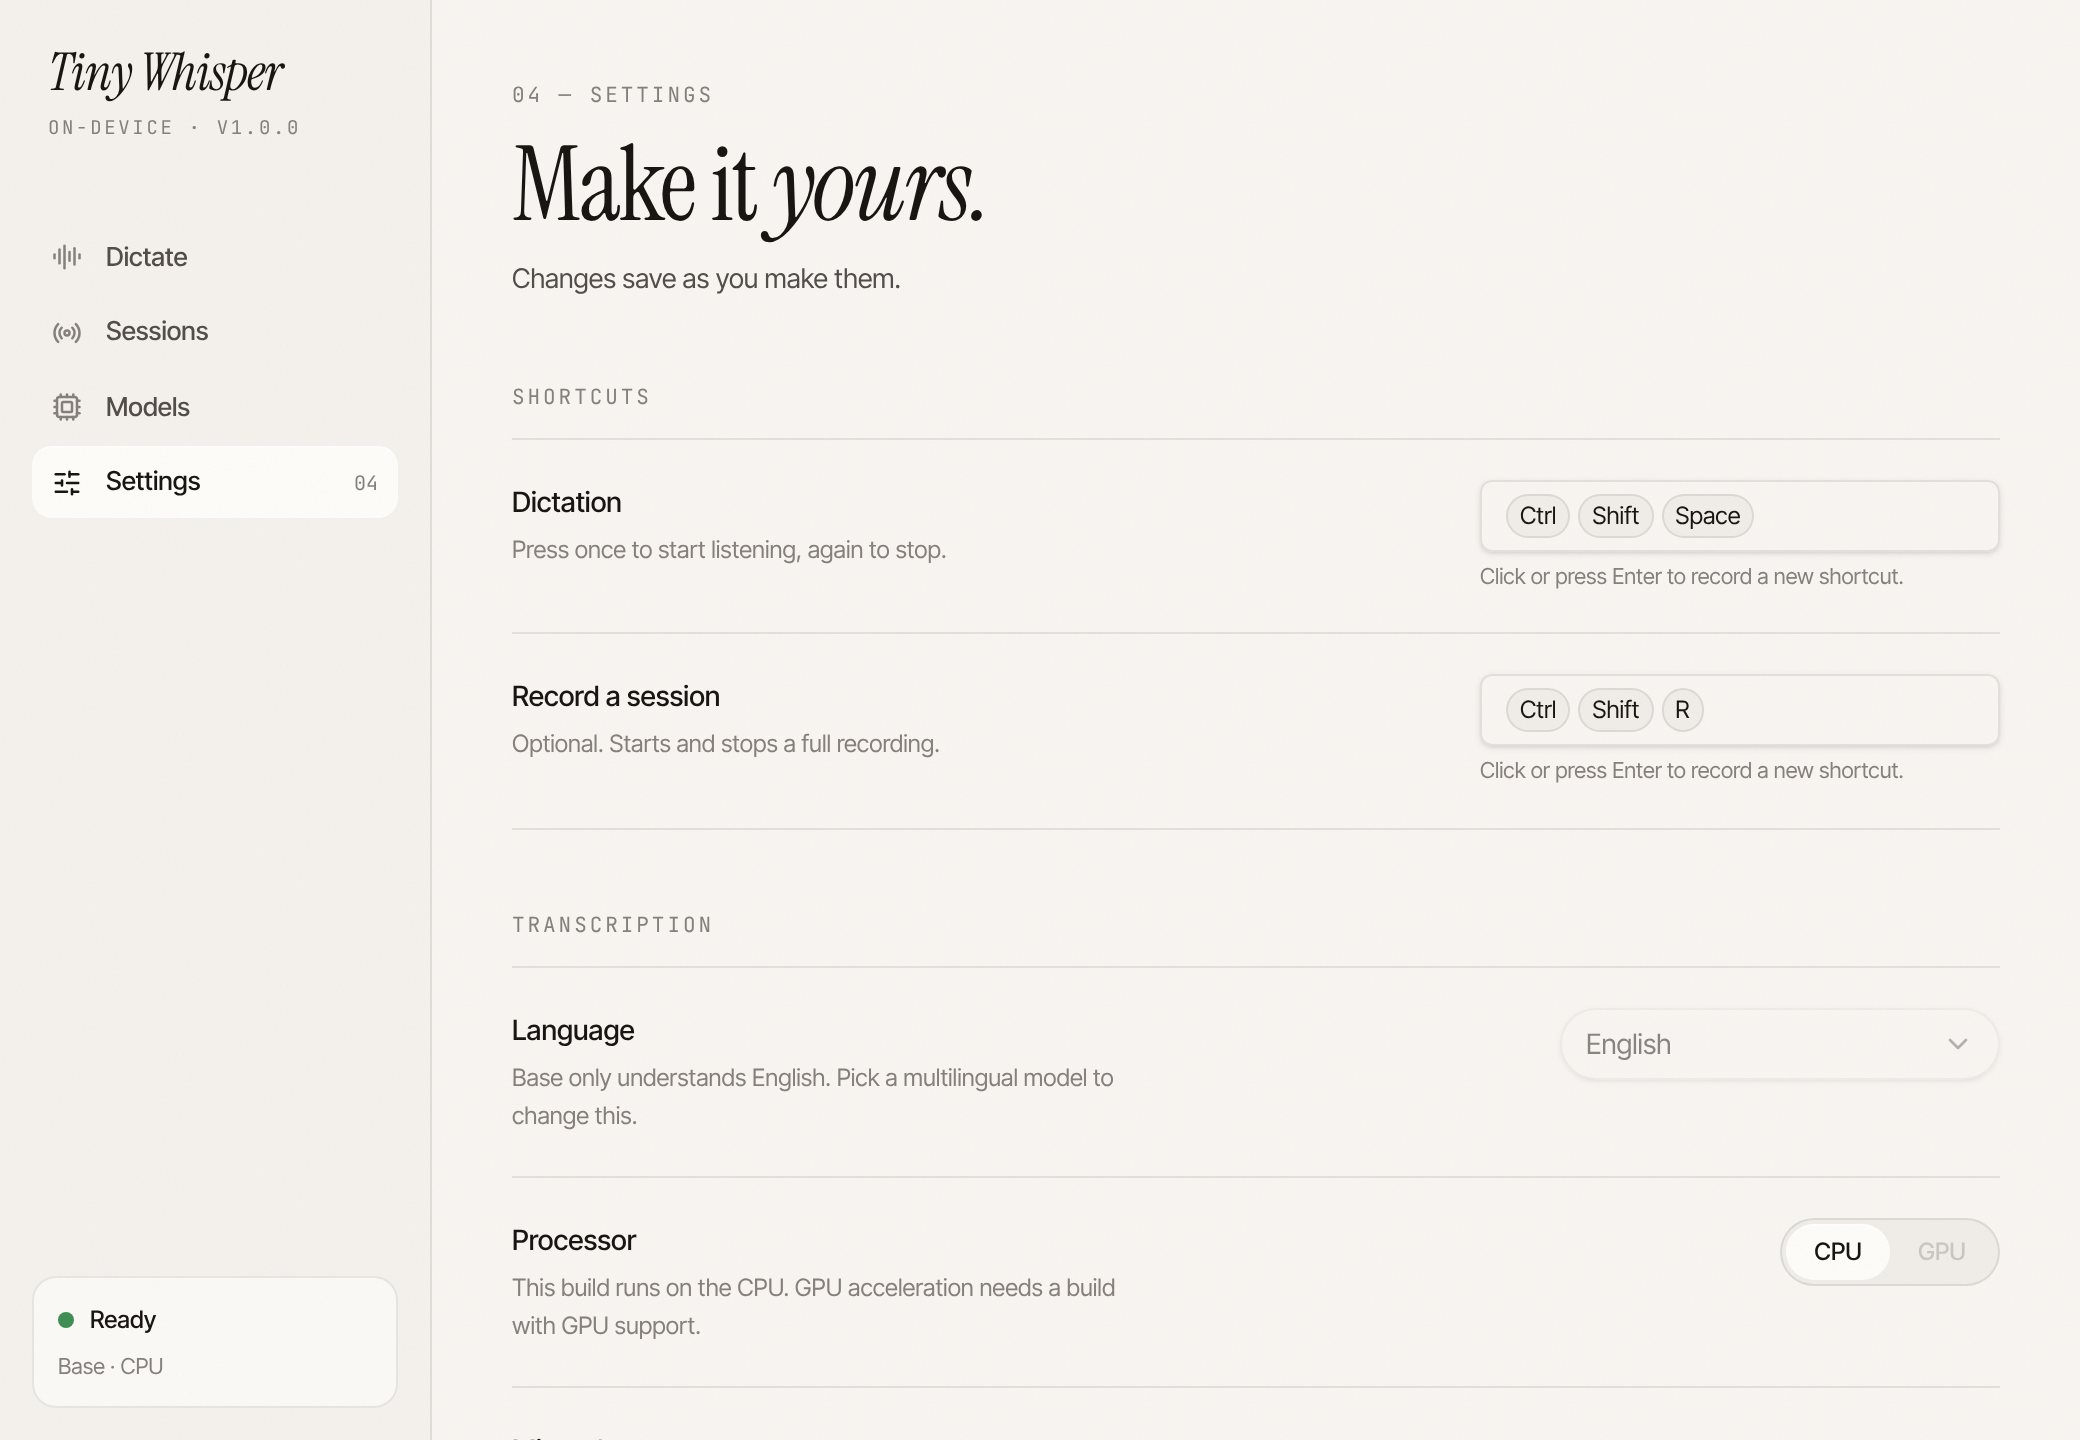 Tiny Whisper
ON-DEVICE · V1.0.0
Dictate
Sessions
Models
Settings 04
Ready
Base · CPU
04 — SETTINGS
Make it yours.
Changes save as you make them.
SHORTCUTS
Dictation
Press once to start listening, again to stop.
Ctrl Shift Space
Click or press Enter to record a new shortcut.
Record a session
Optional. Starts and stops a full recording.
Ctrl Shift R
Click or press Enter to record a new shortcut.
TRANSCRIPTION
Language
Base only understands English. Pick a multilingual model to
change this.
English
Processor
This build runs on the CPU. GPU acceleration needs a build
with GPU support.
CPU GPU